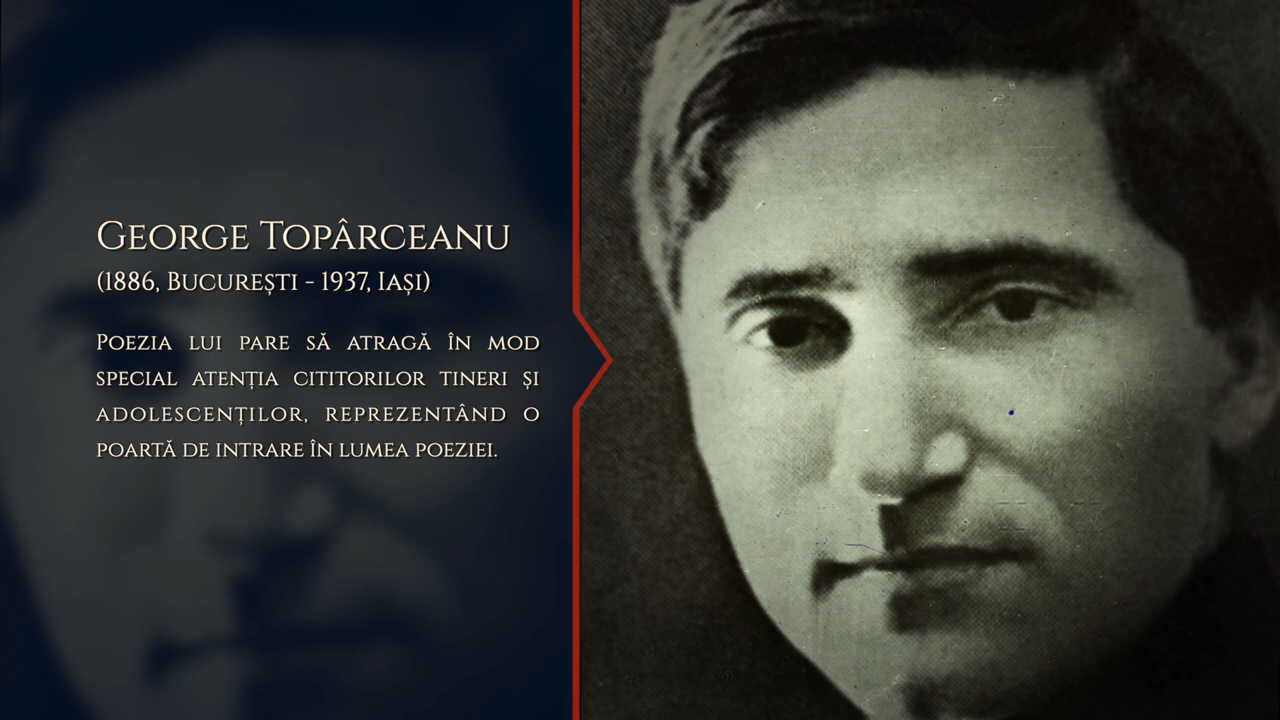 George Topârceanu
(1886, București - 1937, Iași)
Poezia lui pare să atragă în mod
special atenția cititorilor tineri și
adolescenților, reprezentând o
poartă de intrare în lumea poeziei.